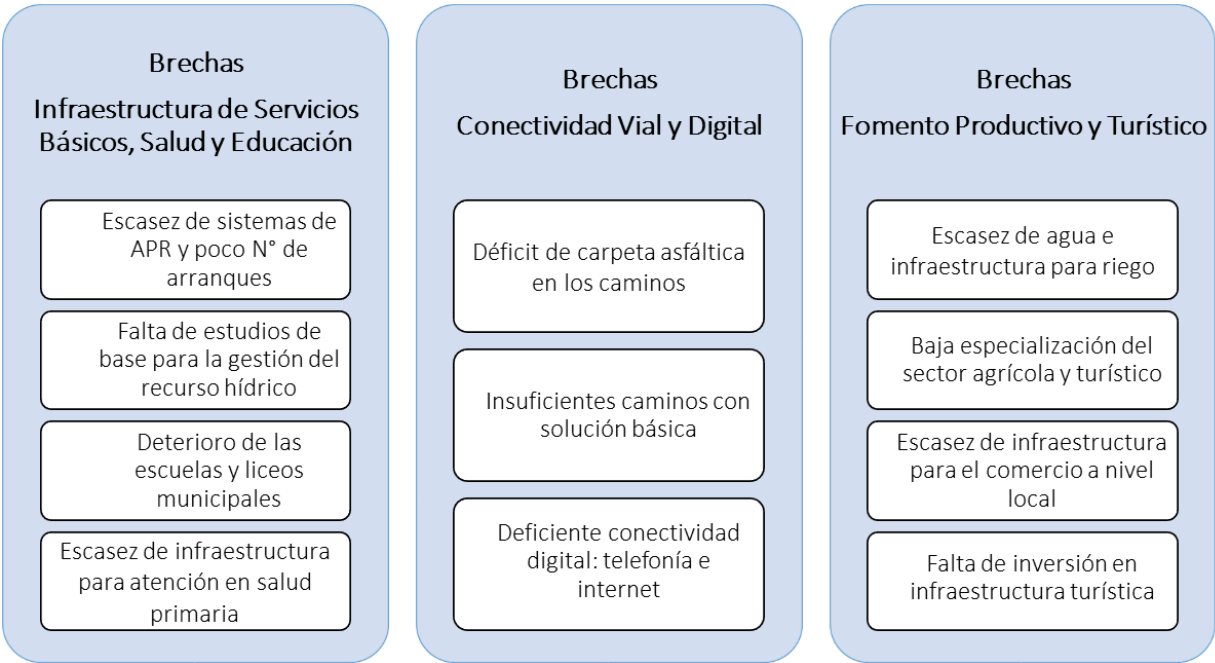 Brechas
Infraestructura de Servicios
Básicos, Salud y Educación
Escasez de sistemas de
APR y poco N° de
arranques
Falta de estudios de
base para la gestión del
recurso hídrico
Deterioro de las
escuelas y liceos
municipales
Escasez de infraestructura
para atención en salud
primaria
Brechas
Conectividad Vial y Digital
Déficit de carpeta asfáltica
en los caminos
Insuficientes caminos con
solución básica
Deficiente conectividad
digital: telefonía e
internet
Brechas
Fomento Productivo y Turístico
Escasez de agua e
infraestructura para riego
Baja especialización del
sector agrícola y turístico
Escasez de infraestructura
para el comercio a nivel
local
Falta de inversión en
infraestructura turística